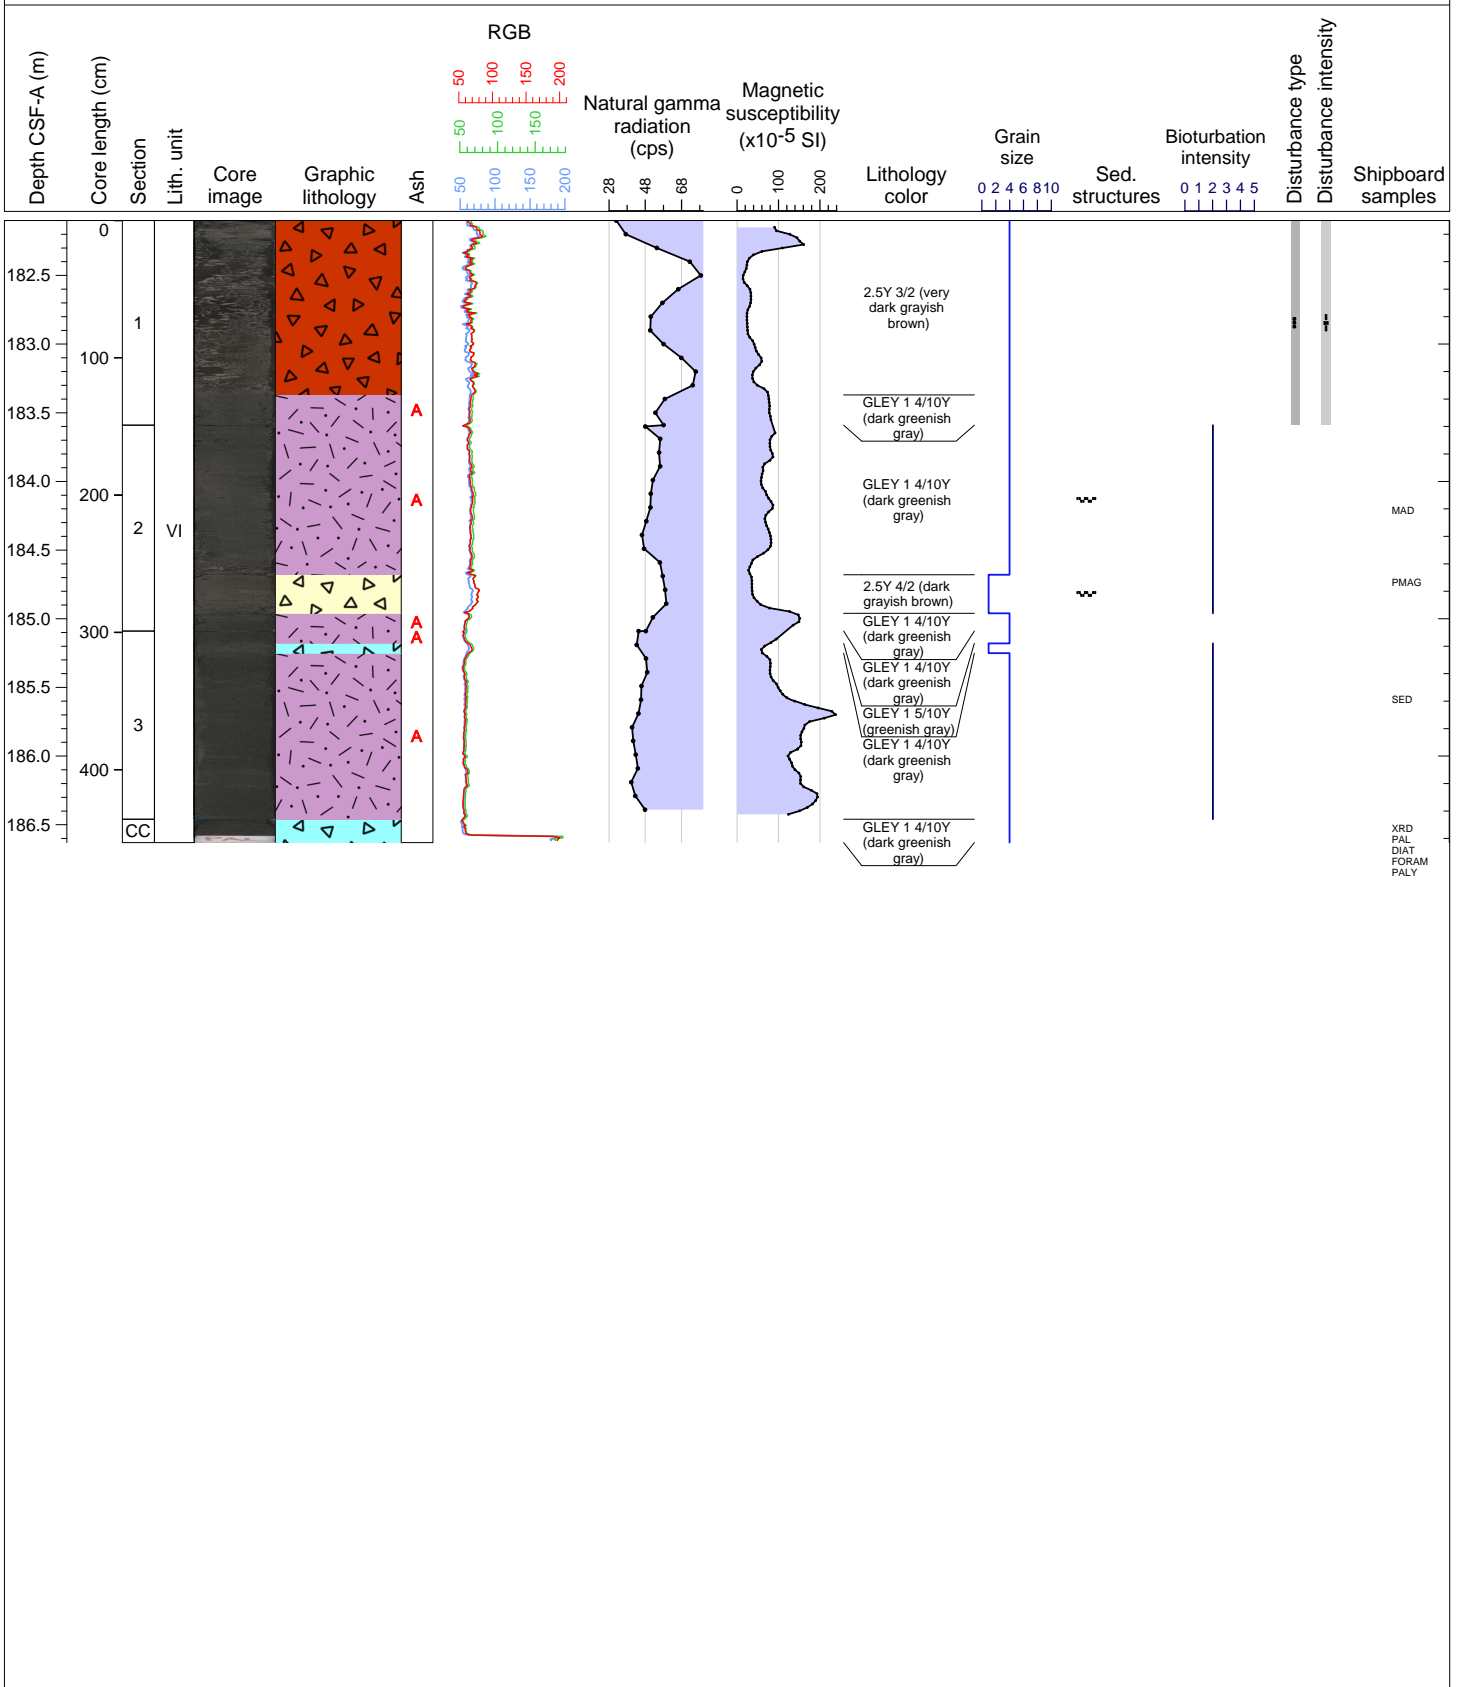 Depth CSF-A (m)
Core length (cm)
Section
Lith. unit
Core
image
Graphic
lithology
Ash
RGB
50 100 150 200
50 100 150
50 100 200
Natural gamma
radiation
(cps)
28 48 68
Magnetic
susceptibility
(x10-5 SI)
0 100 200
Lithology
color
Grain
size
0 2 4 6 8 10
Sed.
structures
Bioturbation
intensity
0 1 2 3 4 5
Disturbance type
Disturbance intensity
Shipboard
samples
182.5
183.0
183.5
184.0
184.5
185.0
185.5
186.0
186.5
0
100
200
300
400
1
2
3
CC
VI
A
A
A
A
A
2.5Y 3/2 (very
dark grayish
brown)
GLEY 1 4/10Y
(dark greenish
gray)
GLEY 1 4/10Y
(dark greenish
gray)
2.5Y 4/2 (dark
grayish brown)
GLEY 1 4/10Y
(dark greenish
gray)
GLEY 1 4/10Y
(dark greenish
gray)
GLEY 1 5/10Y
(greenish gray)
GLEY 1 4/10Y
(dark greenish
gray)
GLEY 1 4/10Y
(dark greenish
gray)
MAD
PMAG
SED
XRD
PAL
DIAT
FORAM
PALY